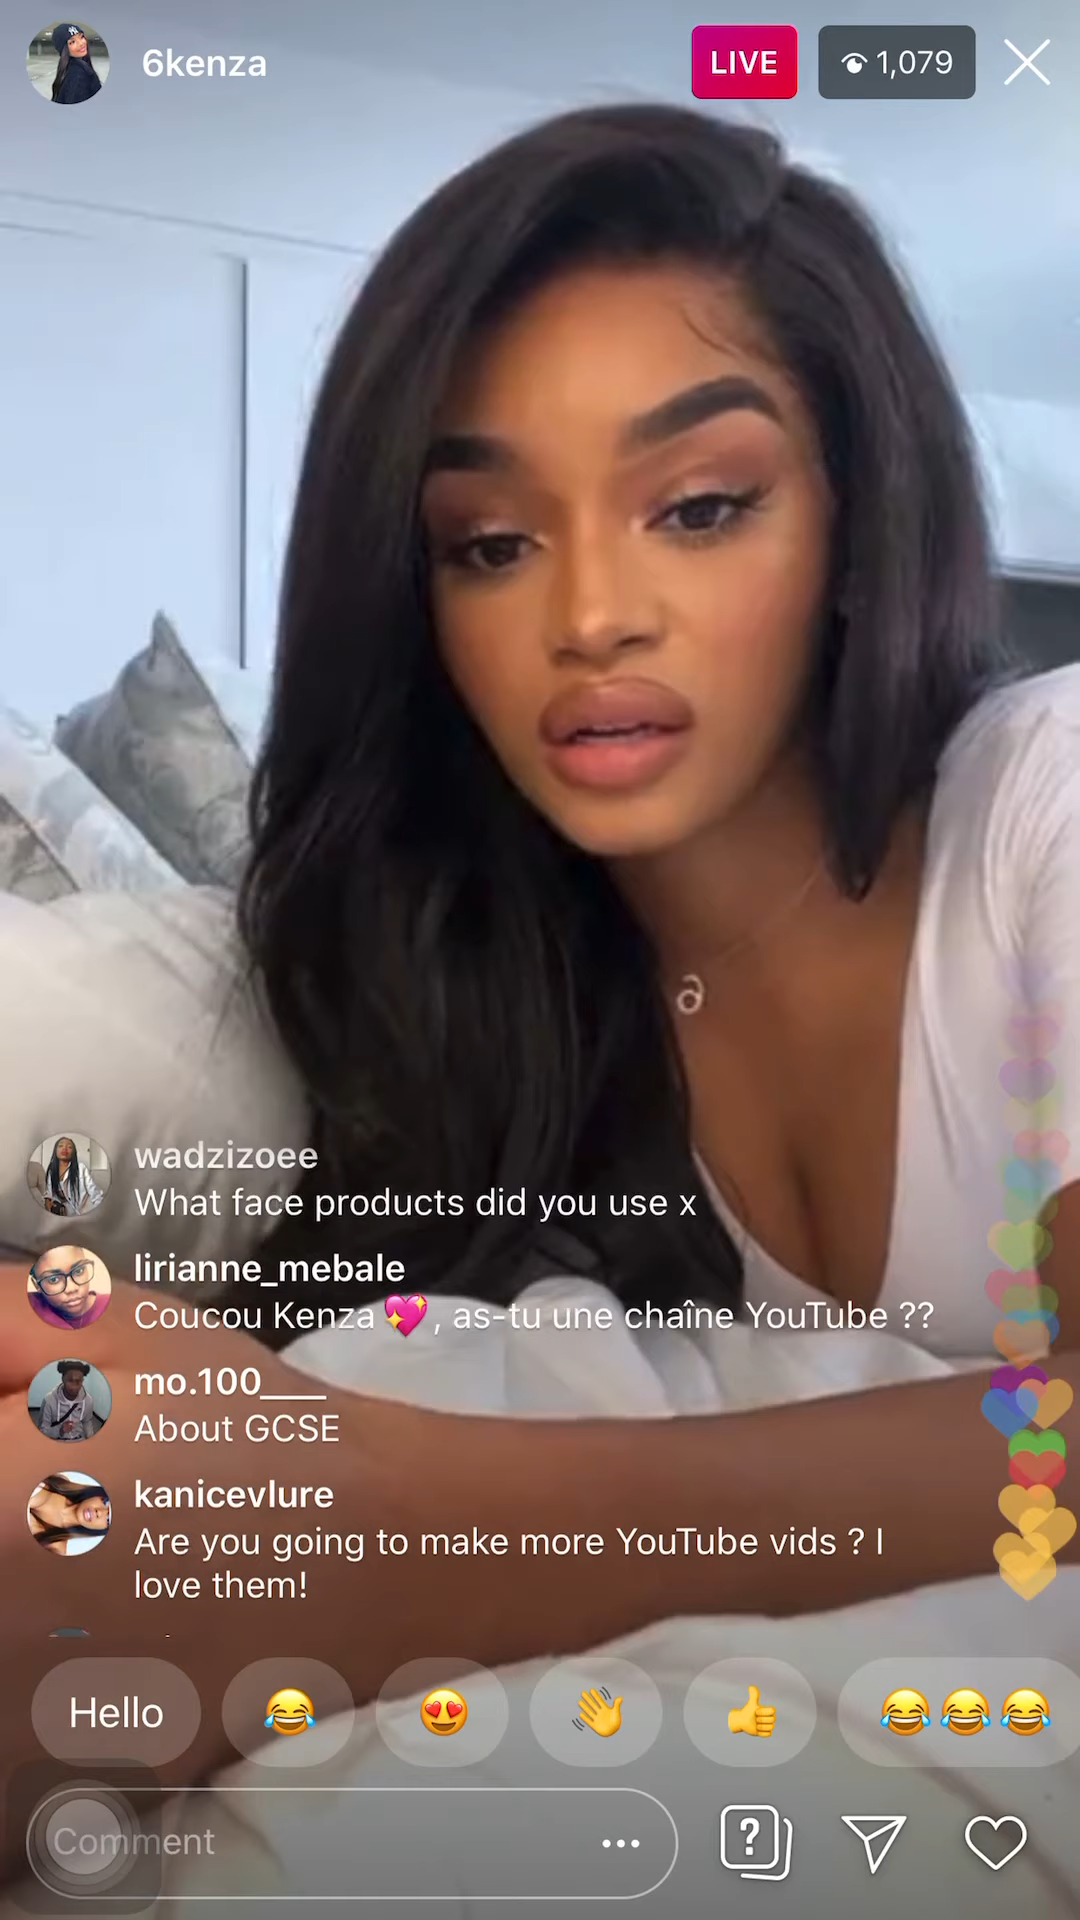 6kenza
LIVE
1,079
wadzizoee
What face products did you use x
lirianne_mebale
Coucou Kenza💖, as-tu une chaîne YouTube ??
mo.100____
About GCSE
kanicevlure
Are you going to make more YouTube vids ? I
love them!
Hello 😂 😍 👋 👍 😂😂😂
Comment ...
?